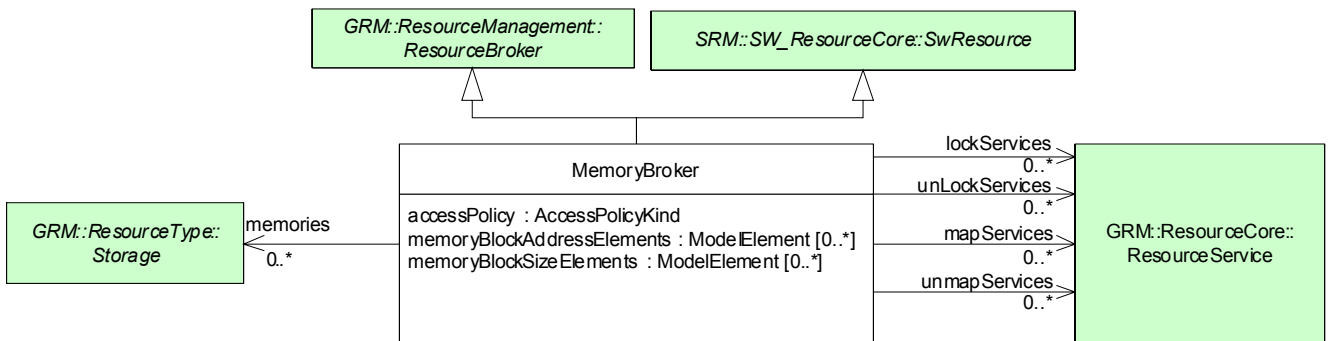 GRM::ResourceManagement::
ResourceBroker
SRM::SW_ResourceCore::SwResource
MemoryBroker
accessPolicy : AccessPolicyKind
memoryBlockAddressElements : ModelElement [0..*]
memoryBlockSizeElements : ModelElement [0..*]
GRM::ResourceType::
Storage
memories
0..*
lockServices
0..*
unLockServices
0..*
mapServices
0..*
unmapServices
0..*
GRM::ResourceCore::
ResourceService